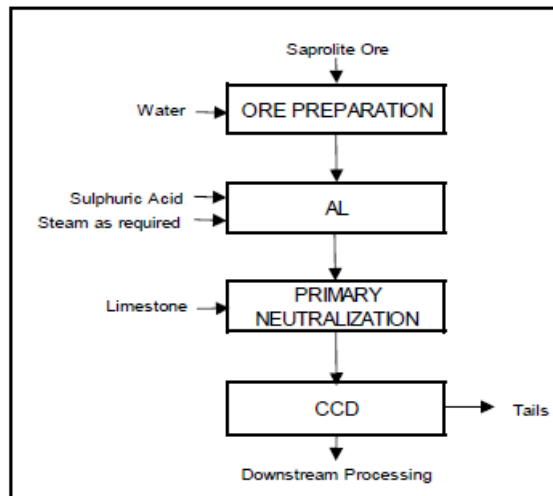 Saprolite Ore
Water
ORE PREPARATION
Sulphuric Acid
Steam as required
AL
Limestone
PRIMARY
NEUTRALIZATION
CCD
Tails
Downstream Processing